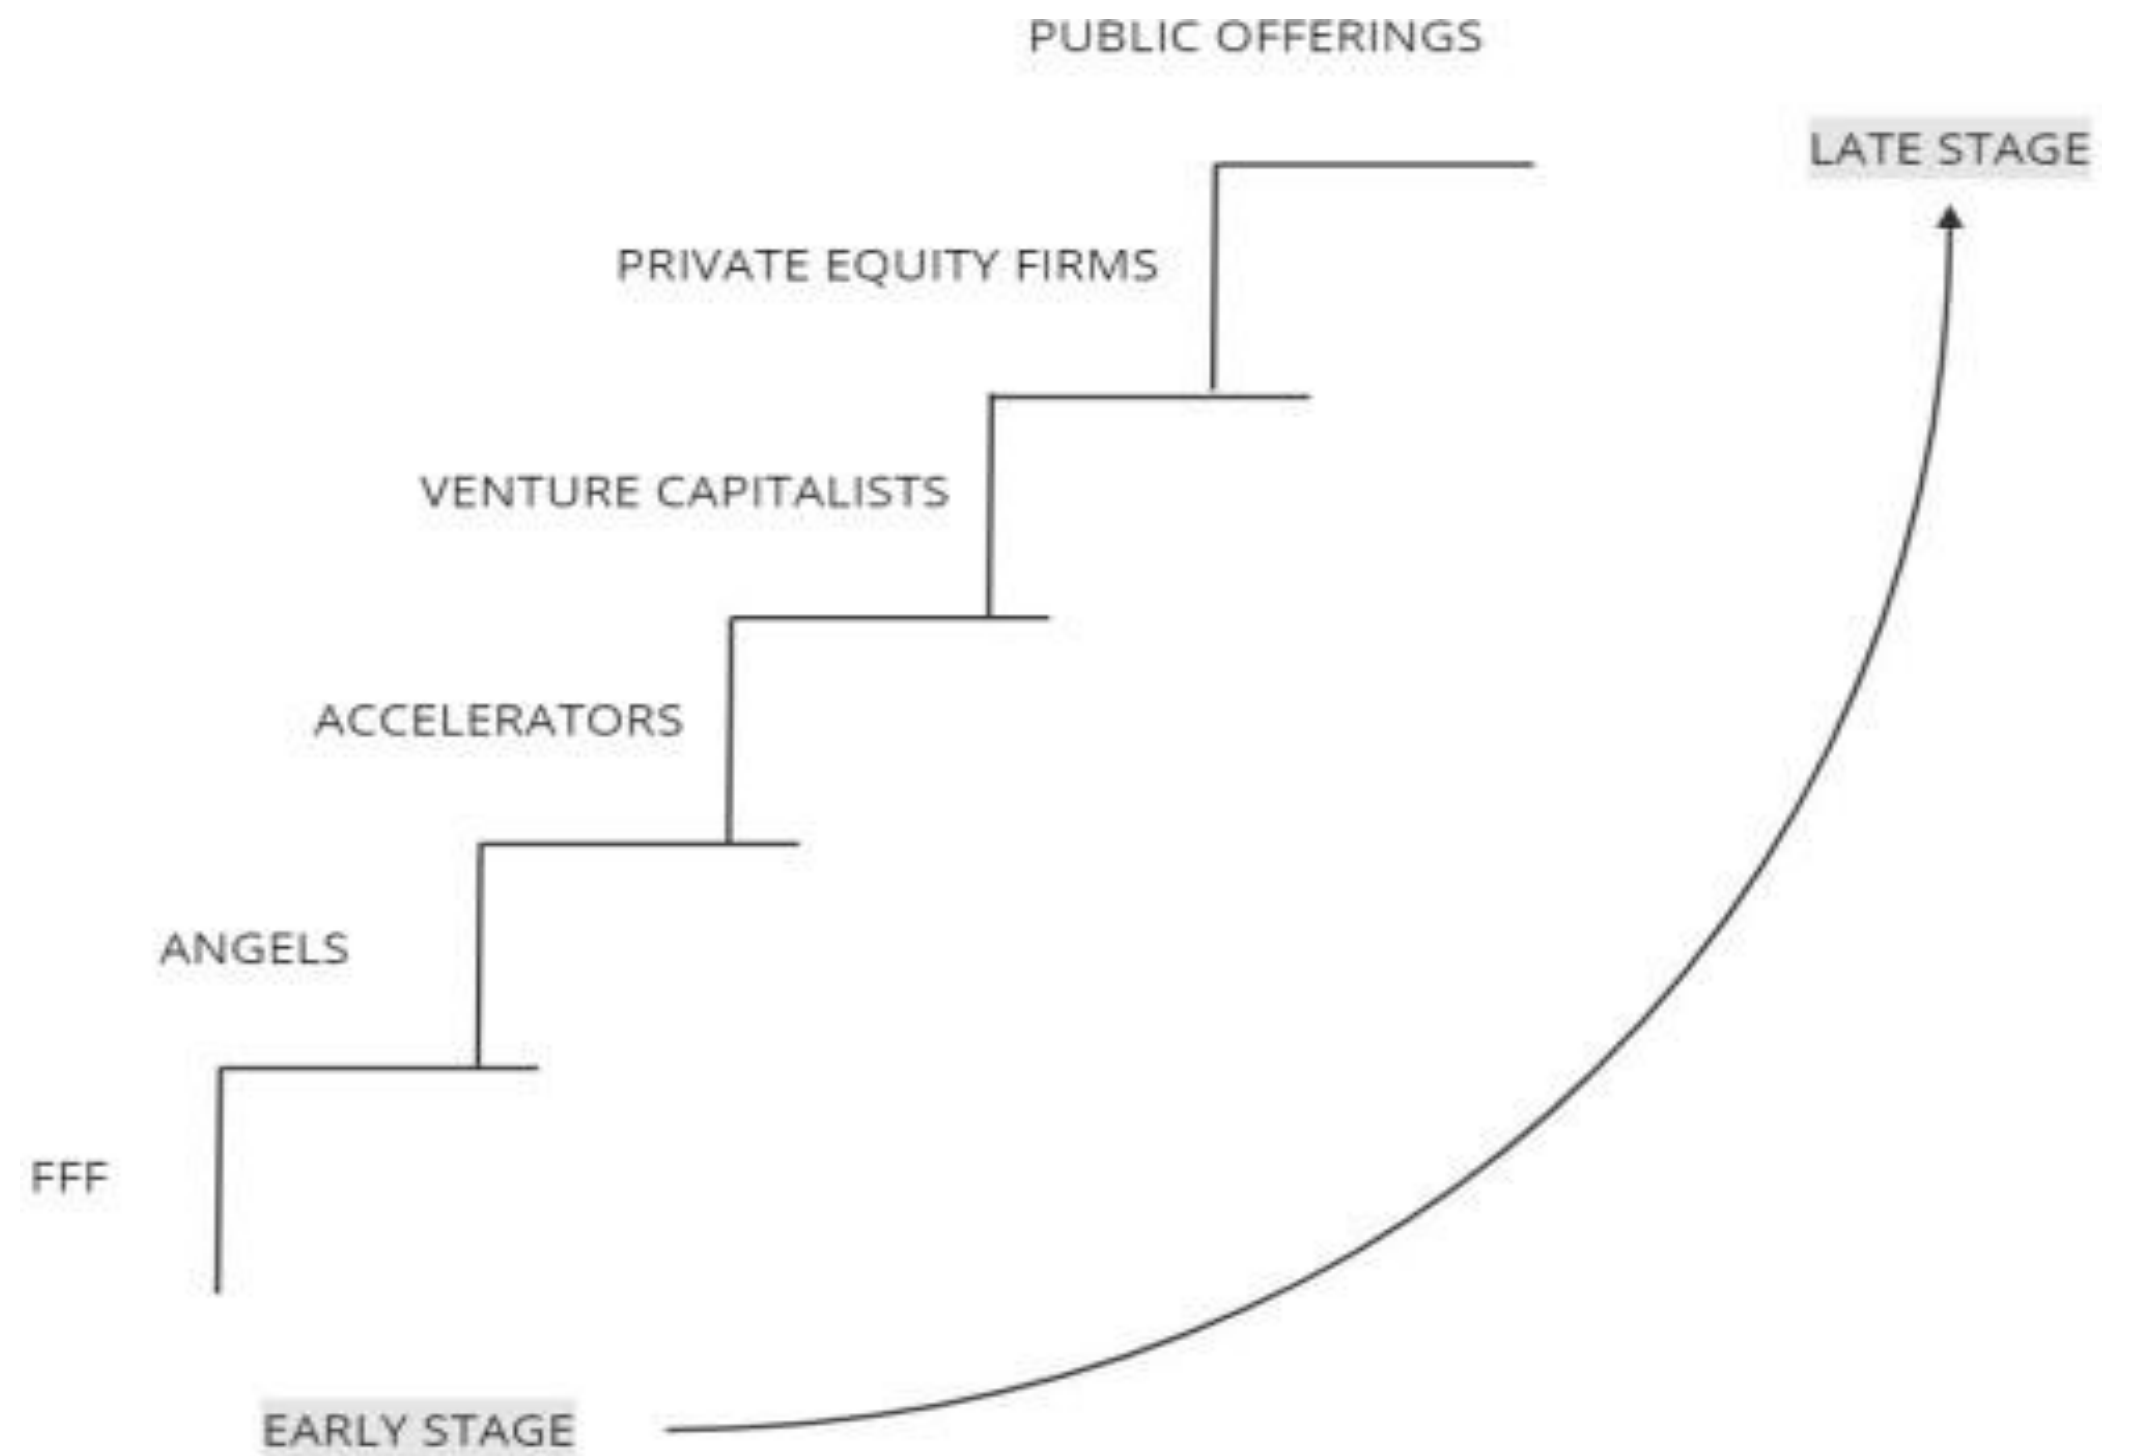 PUBLIC OFFERINGS
LATE STAGE
PRIVATE EQUITY FIRMS
VENTURE CAPITALISTS
ACCELERATORS
ANGELS
FFF
EARLY STAGE